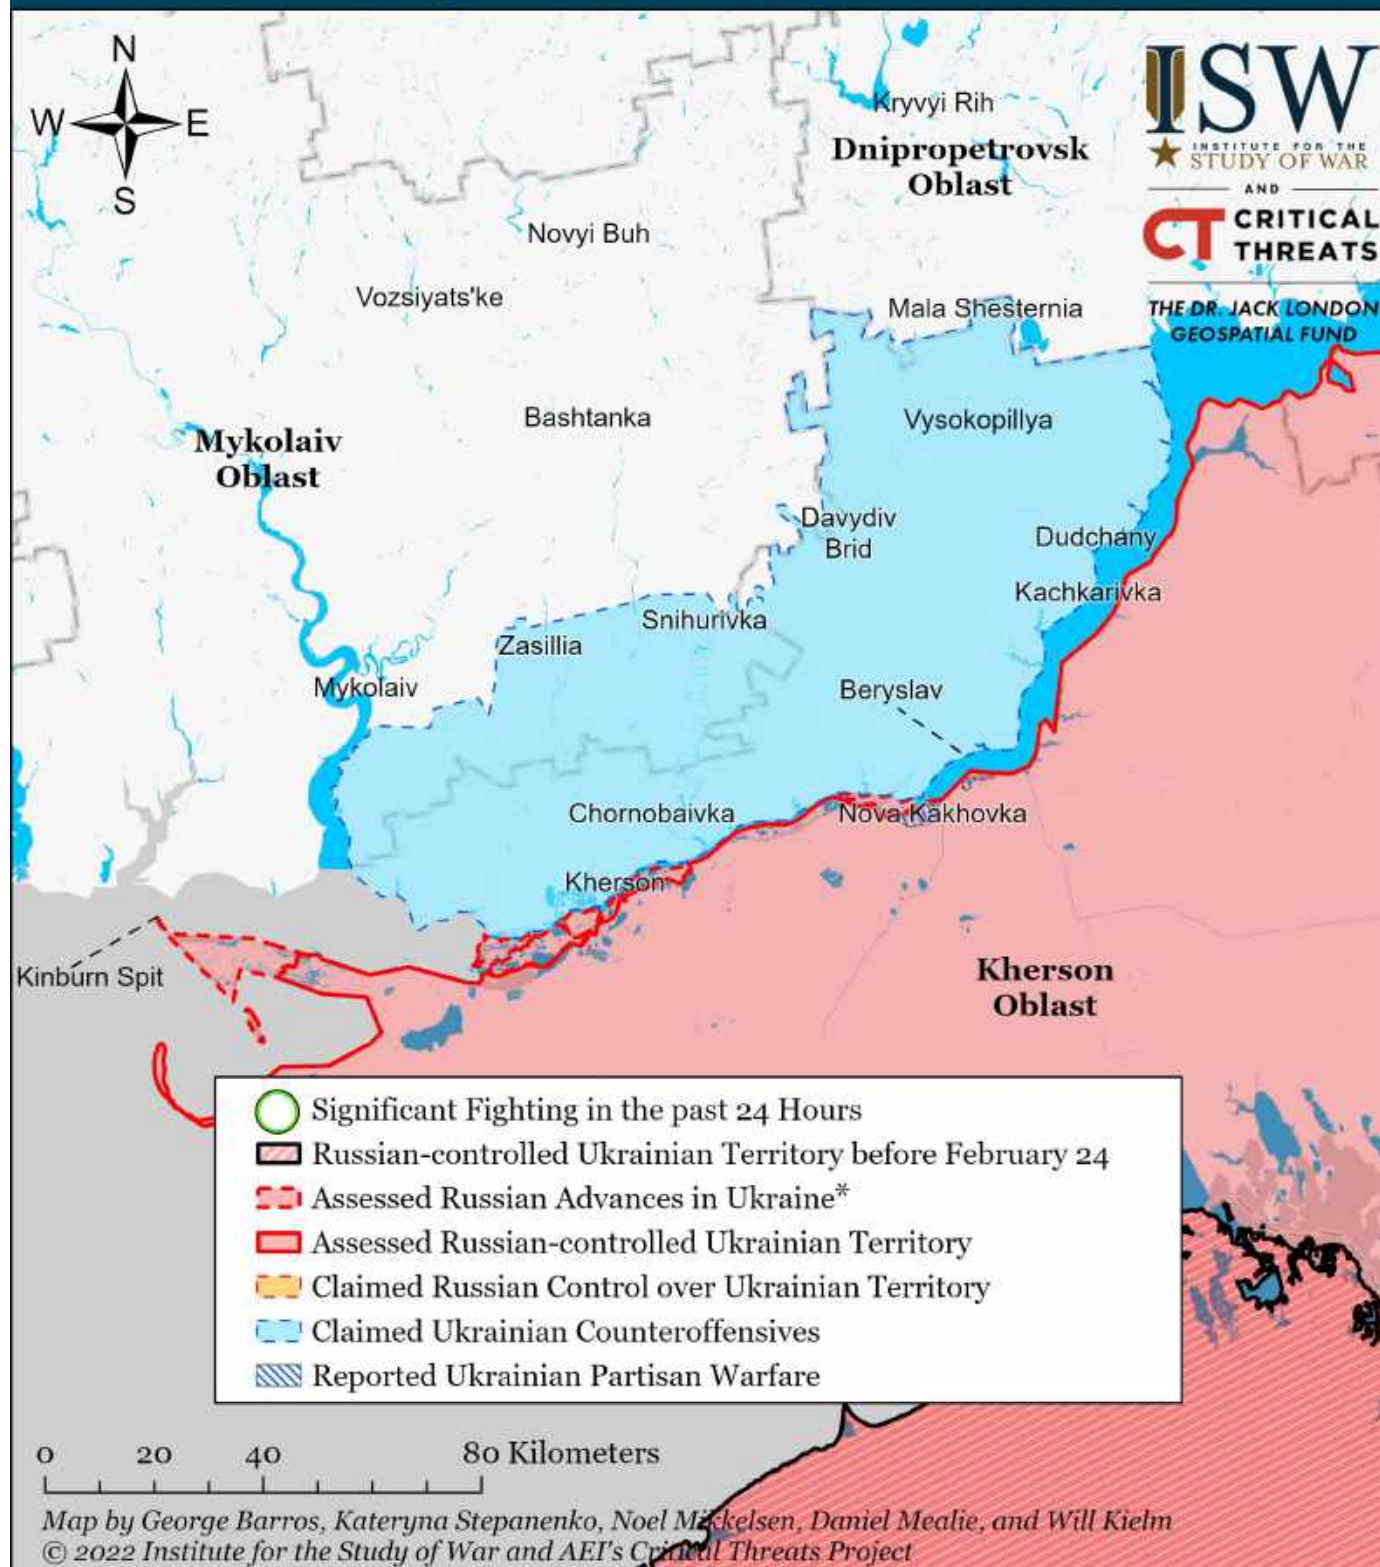 N
W
E
S
ISW
INSTITUTE FOR THE
STUDY OF WAR
AND
CT CRITICAL
THREATS
THE DR. JACK LONDON
GEOSPATIAL FUND
Kryvyi Rih
Dnipropetrovsk
Oblast
Novyi Buh
Vozsiyats'ke
Mala Shesternia
Bashtanka
Vysokopillya
Mykolaiv
Oblast
Davydiv
Brid
Dudchany
Kachkarivka
Snihurivka
Zasillia
Mykolaiv
Beryslav
Chornobaivka
Nova Kakhovka
Kherson
Kinburn Spit
Kherson
Oblast
Significant Fighting in the past 24 Hours
Russian-controlled Ukrainian Territory before February 24
Assessed Russian Advances in Ukraine*
Assessed Russian-controlled Ukrainian Territory
Claimed Russian Control over Ukrainian Territory
Claimed Ukrainian Counteroffensives
Reported Ukrainian Partisan Warfare
0 20 40 80 Kilometers
Map by George Barros, Kateryna Stepanenko, Noel Mikkelsen, Daniel Mealie, and Will Kielm
© 2022 Institute for the Study of War and AEI's Critical Threats Project